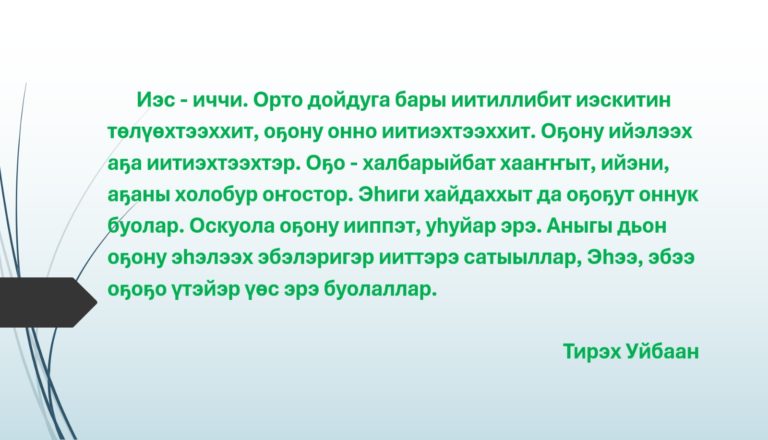 Иэс - иччи. Орто дойдуга бары иитиллибит иэскитин
төлүөхтээххит, оҕону онно иитиэхтээххит. Оҕону ийэлээх
аҕа иитиэхтээхтэр. Оҕо - халбарыйбат хааҥҥыт, ийэни,
аҕаны холобур оҥостор. Эһиги хайдаххыт да оҕоҕут оннук
буолар. Оскуола оҕону ииппэт, уһуйар эрэ. Аныгы дьон
оҕону эһэлээх эбэлэригэр ииттэрэ сатыыллар, Эһээ, эбээ
оҕоҕо үтэйэр үөс эрэ буолаллар.
Тирэх Уйбаан